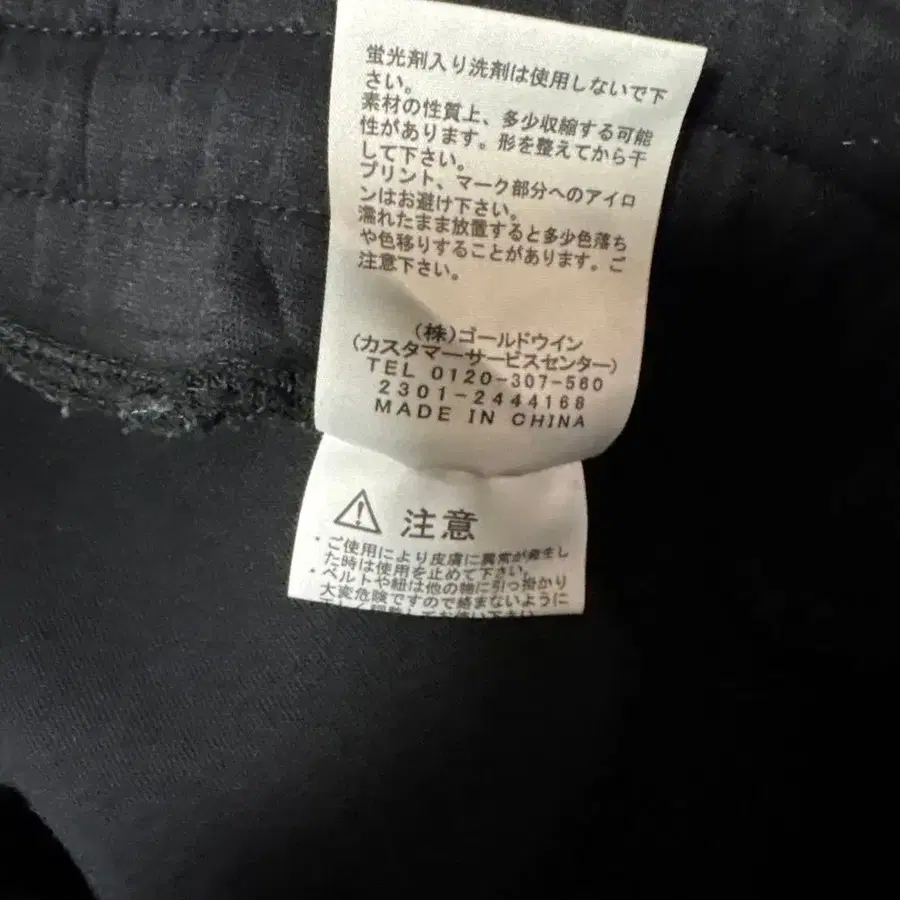 蛍光剤入り洗剤は使用しないで下
さい。
素材の性質上、多少収縮する可能
性があります。形を整えてから干
して下さい。
プリント、マーク部分へのアイロ
ンはお避け下さい。
濡れたまま放置すると多少色落ち
や色移りすることがあります。ご
注意下さい。
(株)ゴールドウイン
(カスタマーサービスセンター)
TEL 0120-307-560
2301-2444168
MADE IN CHINA
注意
・ご使用により皮膚に異常が発生し
た時は使用を止めて下さい。
・ベルトや紐は他の物に引っ掛かり
大変危険ですので絡まないように